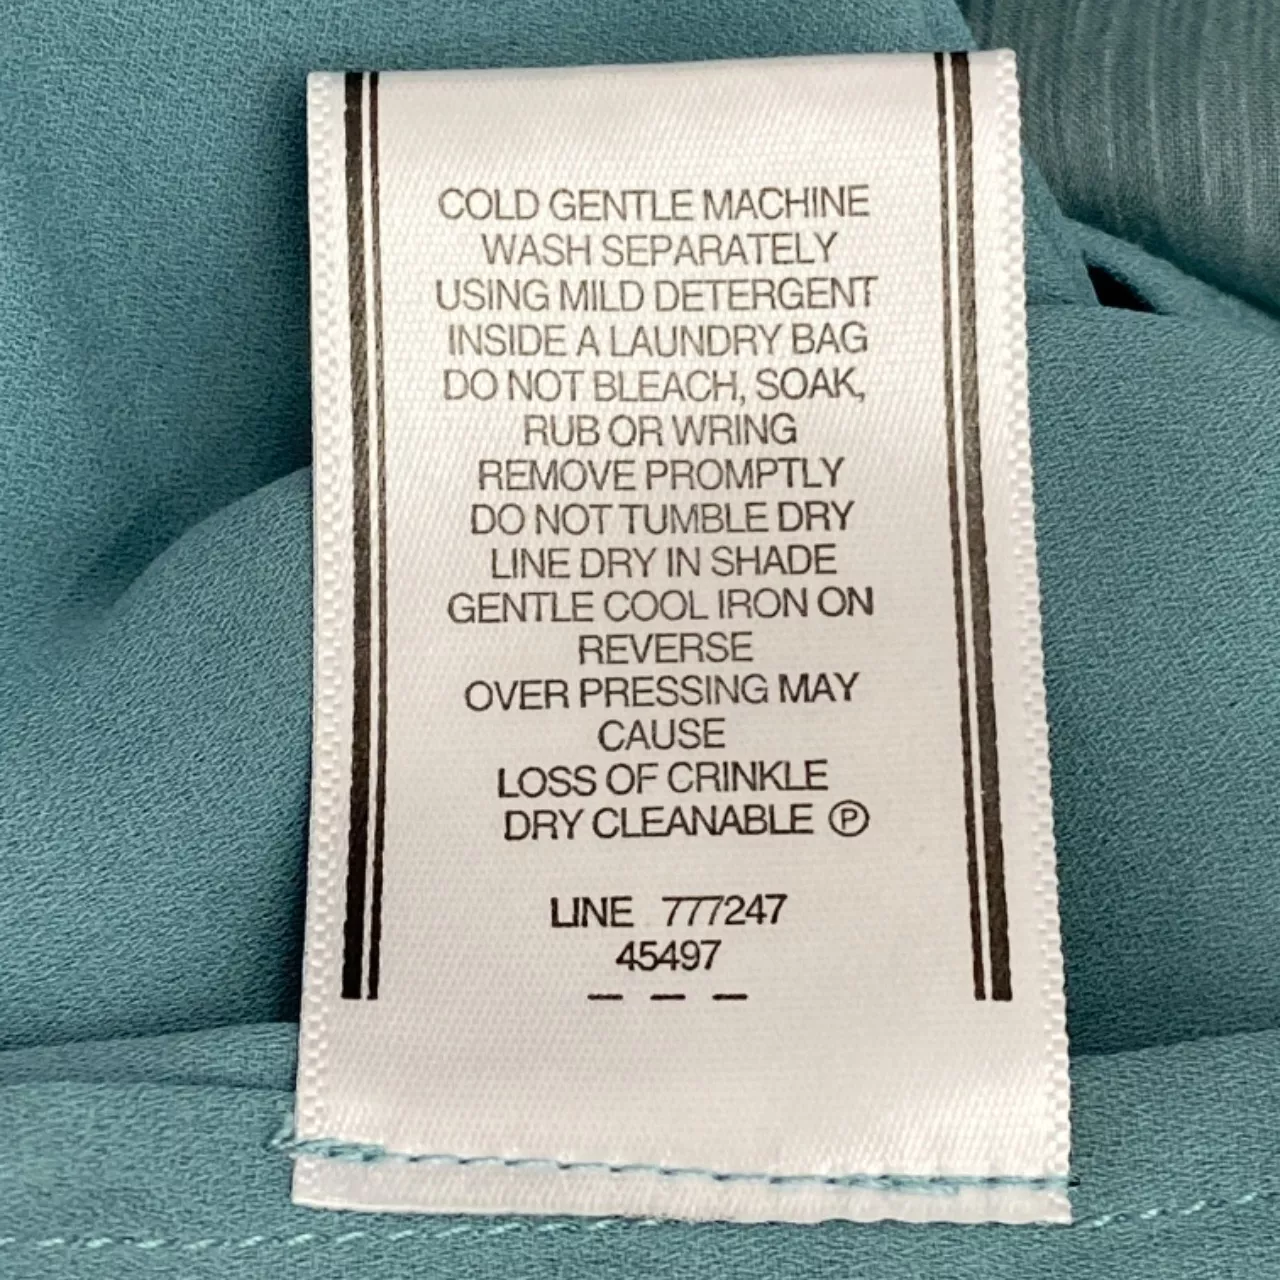 COLD GENTLE MACHINE
WASH SEPARATELY
USING MILD DETERGENT
INSIDE A LAUNDRY BAG
DO NOT BLEACH, SOAK,
RUB OR WRING
REMOVE PROMPTLY
DO NOT TUMBLE DRY
LINE DRY IN SHADE
GENTLE COOL IRON ON
REVERSE
OVER PRESSING MAY
CAUSE
LOSS OF CRINKLE
DRY CLEANABLE Ⓟ
LINE 777247
45497
— — —